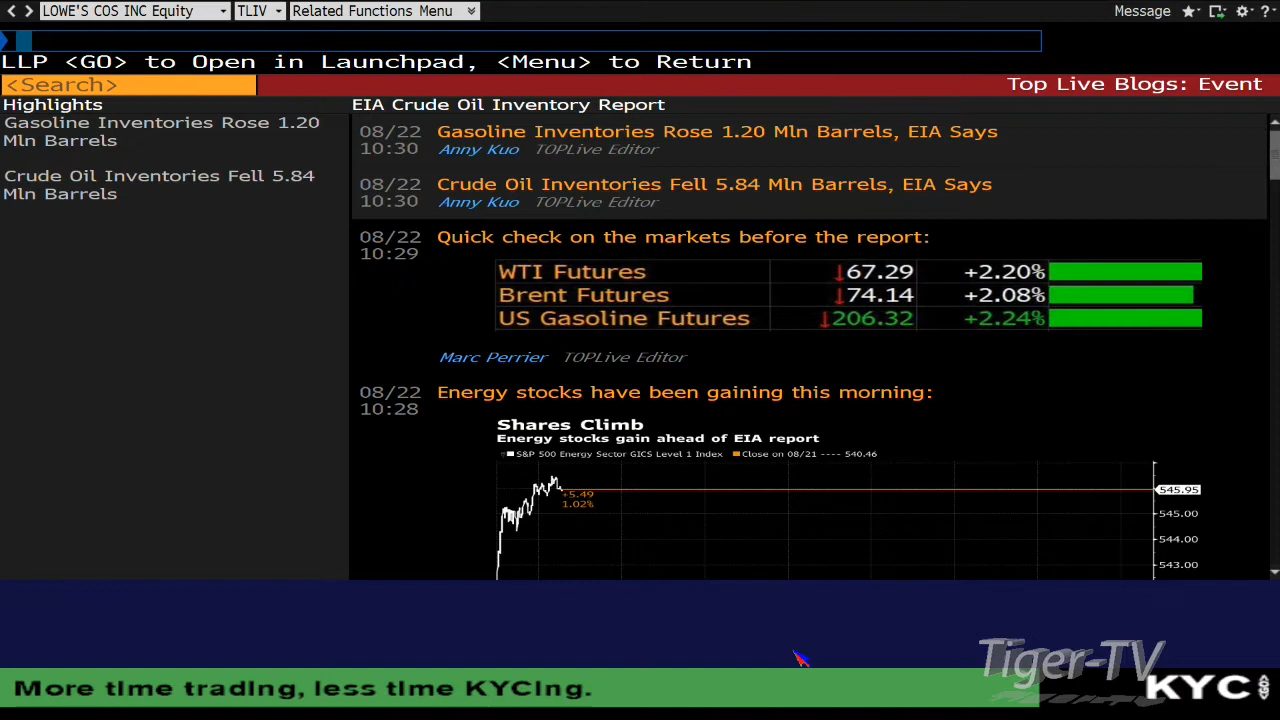 LOWE'S COS INC Equity TLIV Related Functions Menu Message
LLP <GO> to Open in Launchpad, <Menu> to Return
<Search> Top Live Blogs: Event
Highlights
Gasoline Inventories Rose 1.20
Mln Barrels
Crude Oil Inventories Fell 5.84
Mln Barrels
EIA Crude Oil Inventory Report
08/22 Gasoline Inventories Rose 1.20 Mln Barrels, EIA Says
10:30 Anny Kuo TOPLive Editor
08/22 Crude Oil Inventories Fell 5.84 Mln Barrels, EIA Says
10:30 Anny Kuo TOPLive Editor
08/22 Quick check on the markets before the report:
10:29
WTI Futures ↓67.29 +2.20%
Brent Futures ↓74.14 +2.08%
US Gasoline Futures ↓206.32 +2.24%
Marc Perrier TOPLive Editor
08/22 Energy stocks have been gaining this morning:
10:28
Shares Climb
Energy stocks gain ahead of EIA report
S&P 500 Energy Sector GICS Level 1 Index Close on 08/21 ---- 540.46
+5.49
1.02%
545.95
545.00
544.00
543.00
Tiger-TV
More time trading, less time KYCing.
KYC